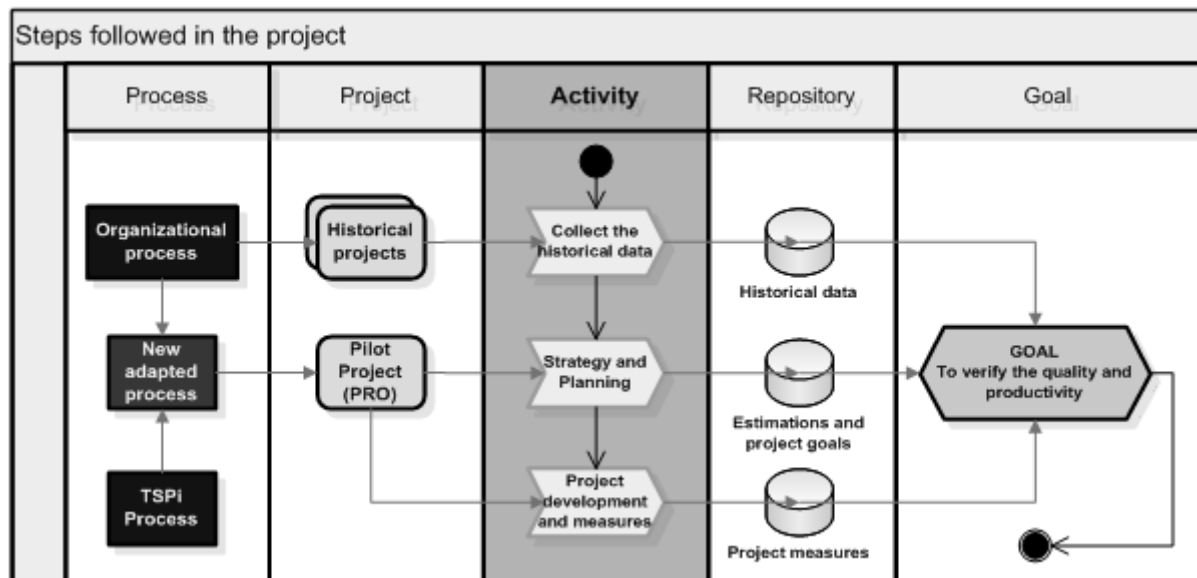 Steps followed in the project
Process
Project
Activity
Repository
Goal
Organizational
process
Historical
projects
Collect the
historical data
Historical data
New
adapted
process
Pilot
Project
(PRO)
Strategy and
Planning
Estimations and
project goals
GOAL
To verify the quality and
productivity
TSPi
Process
Project
development
and measures
Project measures